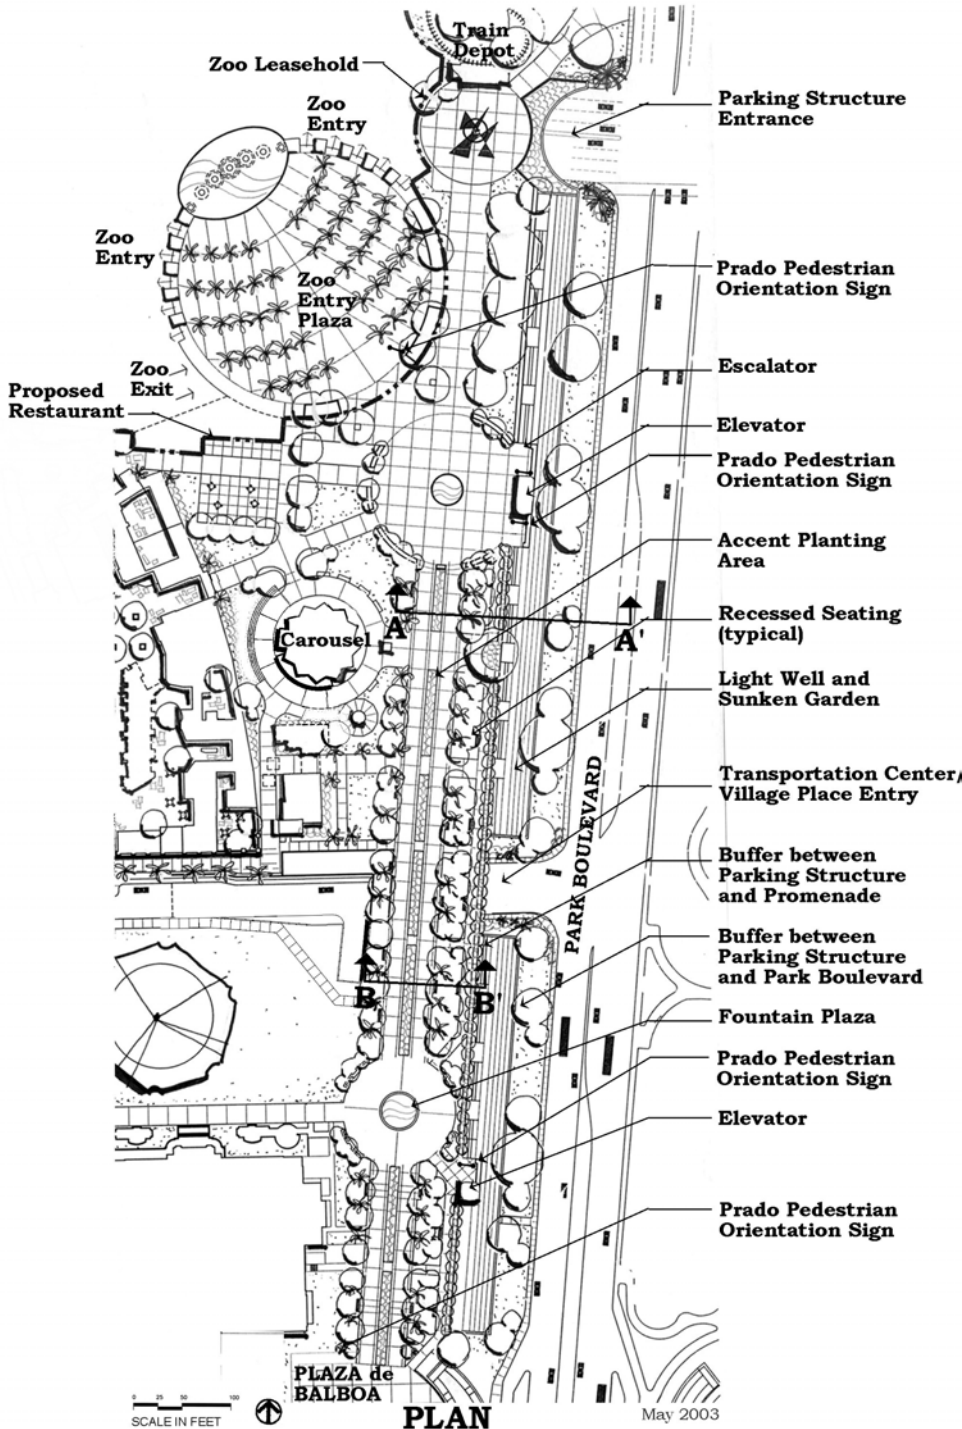 Train
Depot
Zoo Leasehold
Zoo
Entry
Parking Structure
Entrance
Zoo
Entry
Zoo
Entry
Plaza
Prado Pedestrian
Orientation Sign
Zoo
Exit
Escalator
Proposed
Restaurant
Elevator
Prado Pedestrian
Orientation Sign
Accent Planting
Area
A
A'
Recessed Seating
(typical)
Carousel
Light Well and
Sunken Garden
PARK BOULEVARD
Transportation Center/
Village Place Entry
Buffer between
Parking Structure
and Promenade
Buffer between
Parking Structure
and Park Boulevard
B
B'
Fountain Plaza
Prado Pedestrian
Orientation Sign
Elevator
Prado Pedestrian
Orientation Sign
PLAZA de
BALBOA
0 25 50 100
SCALE IN FEET
PLAN
May 2003